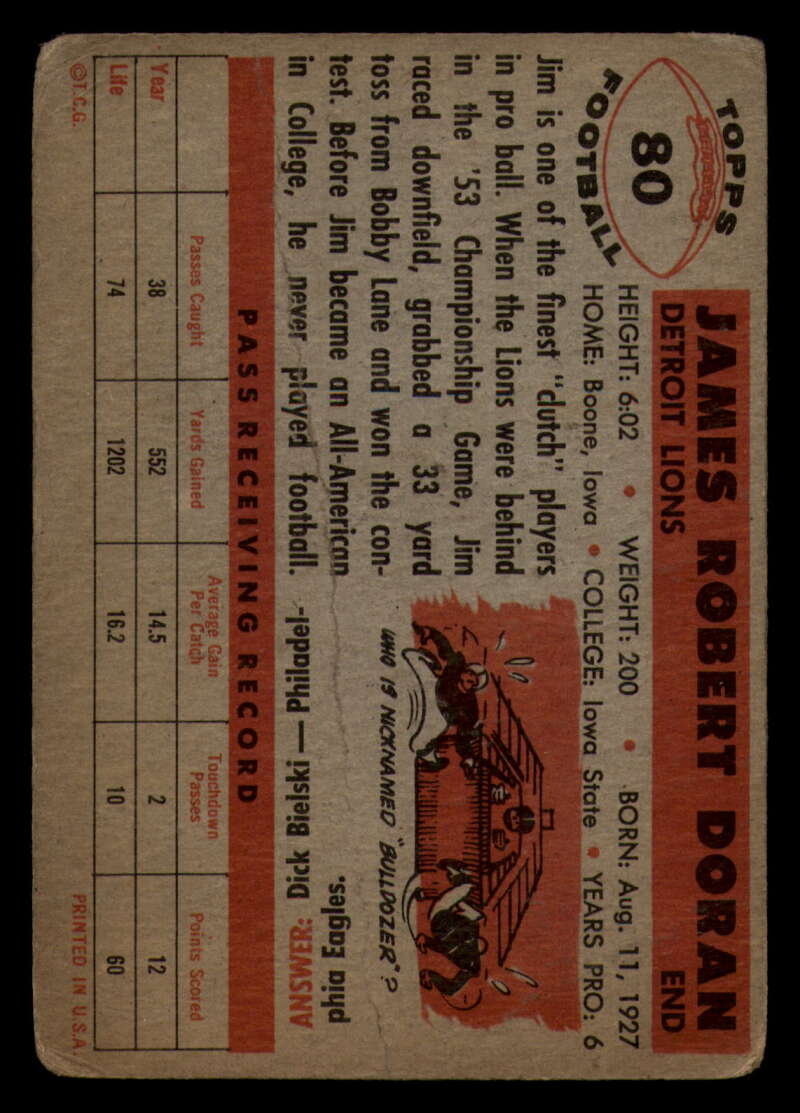 TOPPS
80
FOOTBALL
JAMES ROBERT DORAN
DETROIT LIONS END
HEIGHT: 6:02 • WEIGHT: 200 • BORN: Aug. 11, 1927
HOME: Boone, Iowa • COLLEGE: Iowa State • YEARS PRO: 6
Jim is one of the finest "clutch" players
in pro ball. When the Lions were behind
in the '53 Championship Game, Jim
raced downfield, grabbed a 33 yard
toss from Bobby Lane and won the con-
test. Before Jim became an All-American
in College, he never played football.
WHO IS NICKNAMED "BULLDOZER"?
ANSWER: Dick Bielski — Philadel-
phia Eagles.
PASS RECEIVING RECORD
Passes Caught Yards Gained Average Gain Per Catch Touchdown Passes Points Scored
Year 38 552 14.5 2 12
Life 74 1202 16.2 10 60
©T.C.G. PRINTED IN U.S.A.